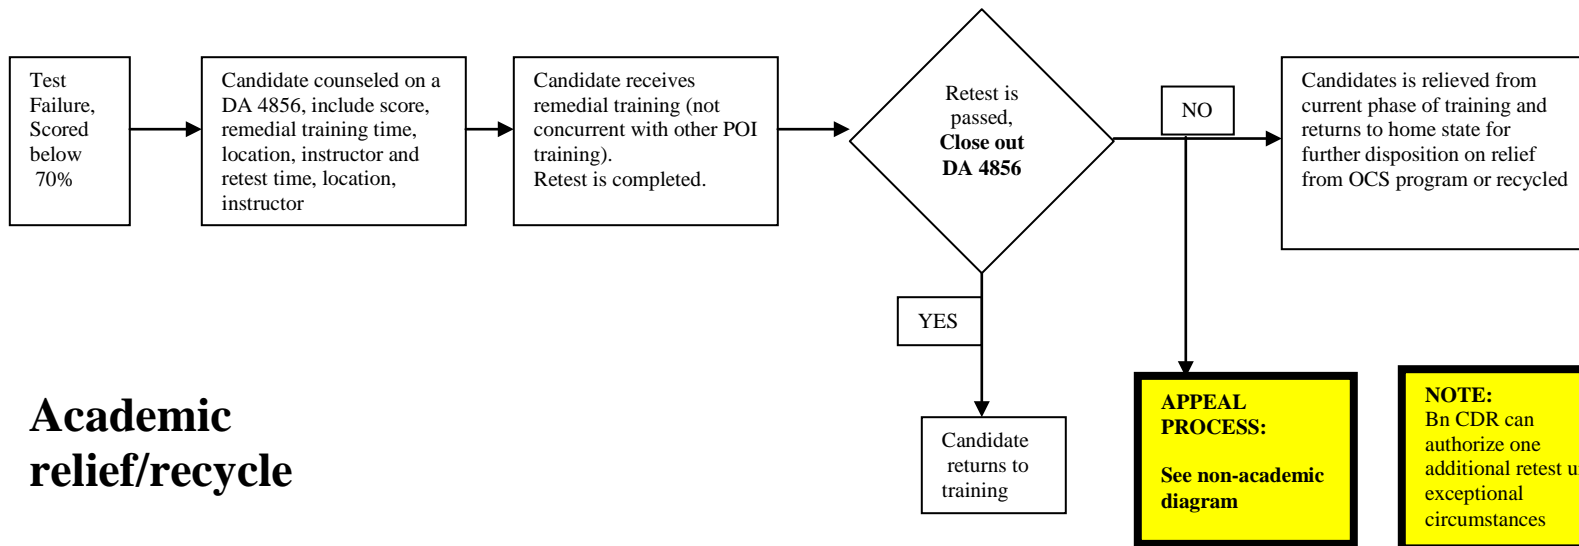 Test
Failure,
Scored
below
70%
Candidate counseled on a
DA 4856, include score,
remedial training time,
location, instructor and
retest time, location,
instructor
Candidate receives
remedial training (not
concurrent with other POI
training).
Retest is completed.
Retest is
passed,
Close out
DA 4856
NO
Candidates is relieved from
current phase of training and
returns to home state for
further disposition on relief
from OCS program or recycled
YES
Candidate
returns to
training
APPEAL
PROCESS:
See non-academic
diagram
NOTE:
Bn CDR can
authorize one
additional retest
exceptional
circumstances
Academic
relief/recycle